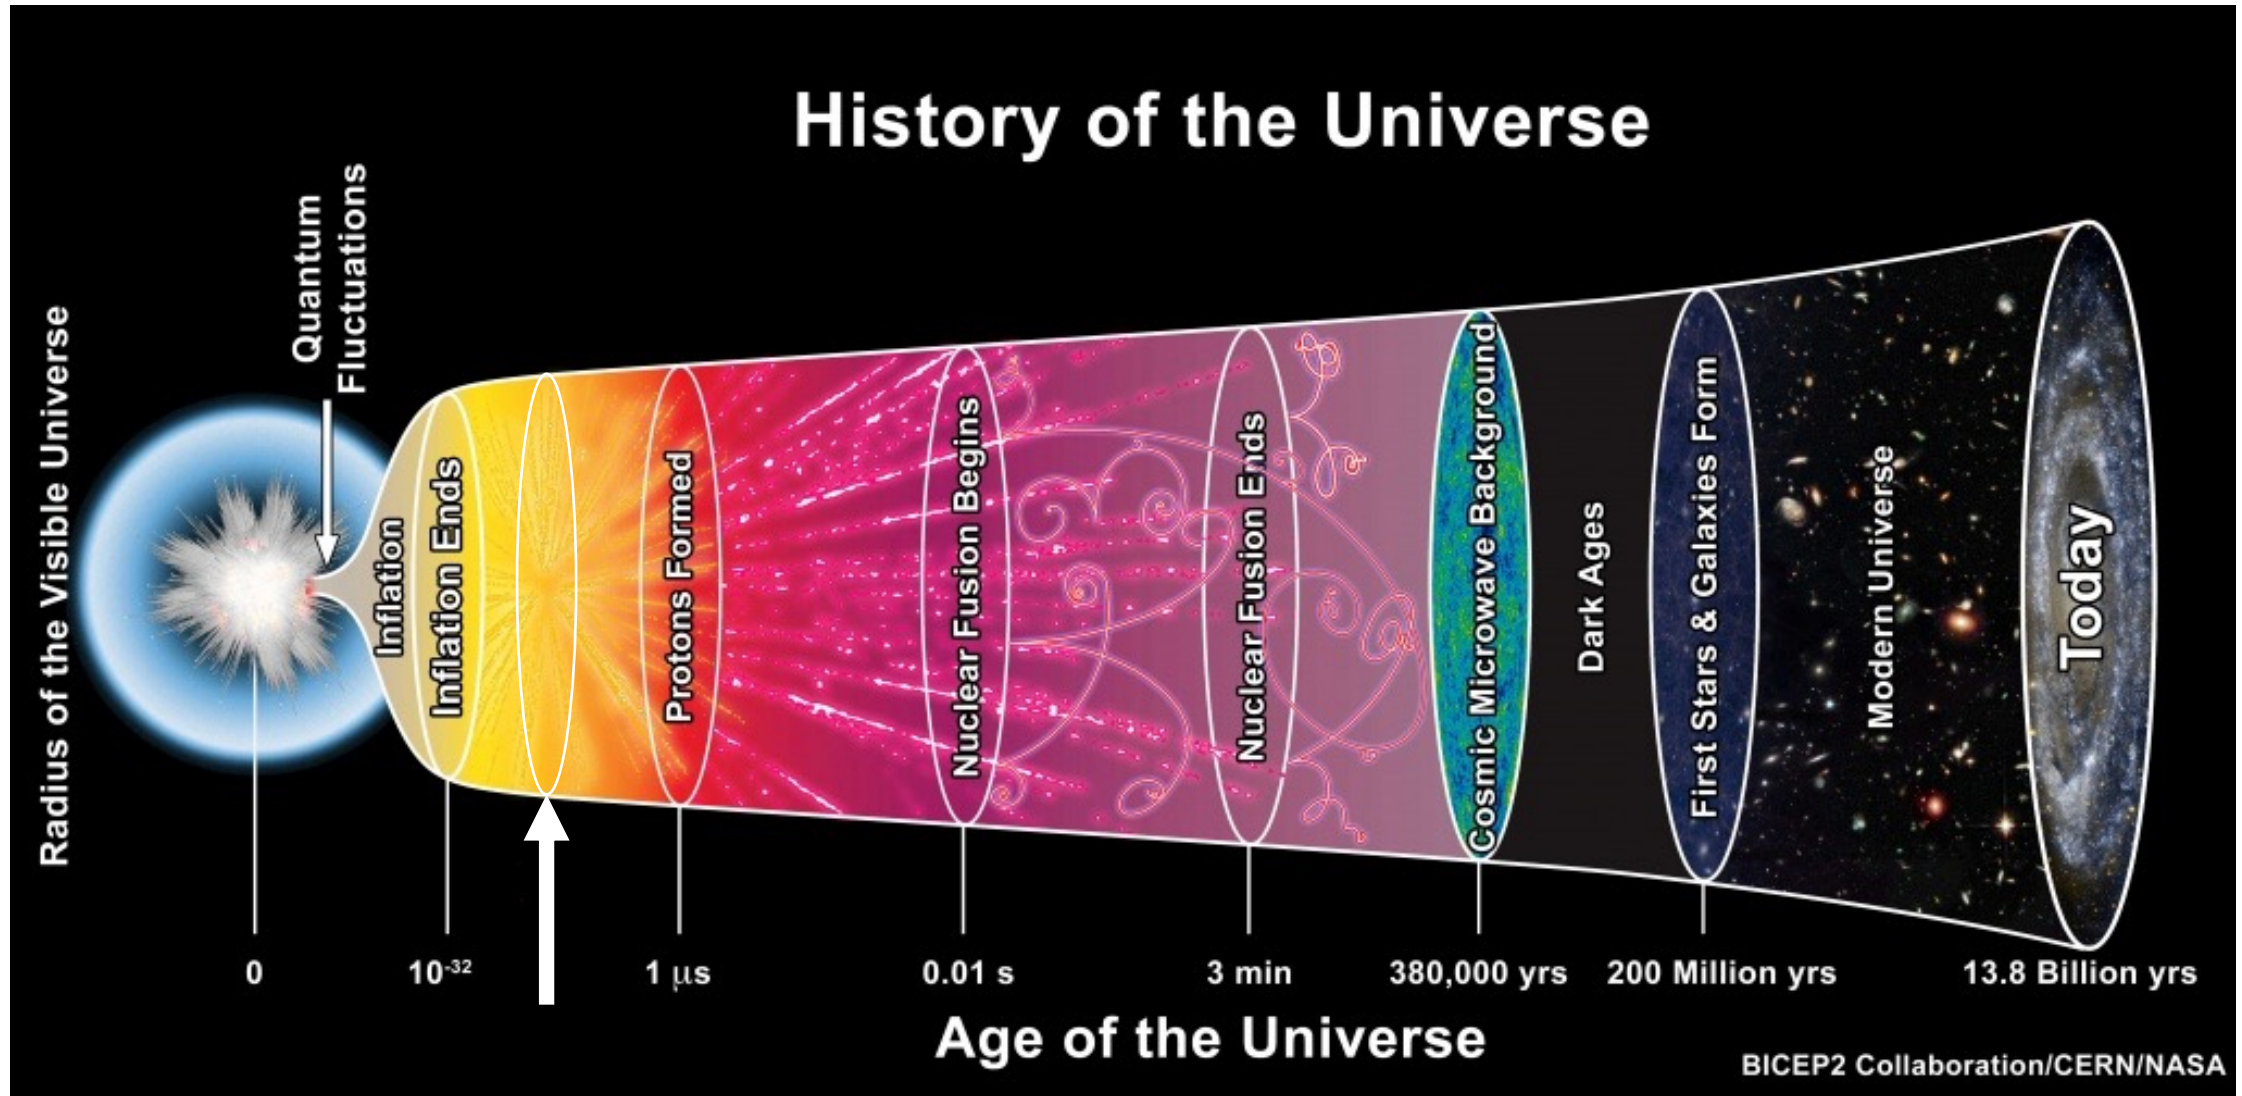 History of the Universe
Radius of the Visible Universe
Quantum
Fluctuations
Inflation
Inflation Ends
Protons Formed
Nuclear Fusion Begins
Nuclear Fusion Ends
Cosmic Microwave Background
Dark Ages
First Stars & Galaxies Form
Modern Universe
Today
0
10⁻³²
1 μs
0.01 s
3 min
380,000 yrs
200 Million yrs
13.8 Billion yrs
Age of the Universe
BICEP2 Collaboration/CERN/NASA